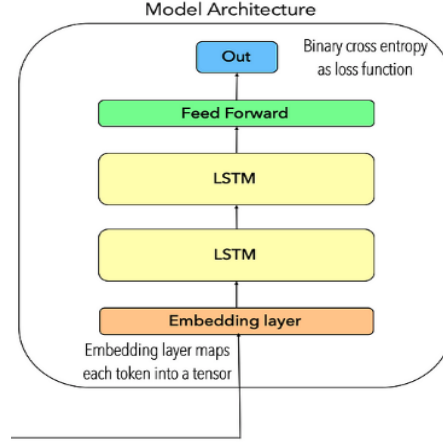 Model Architecture
Out
Binary cross entropy
as loss function
Feed Forward
LSTM
LSTM
Embedding layer
Embedding layer maps
each token into a tensor